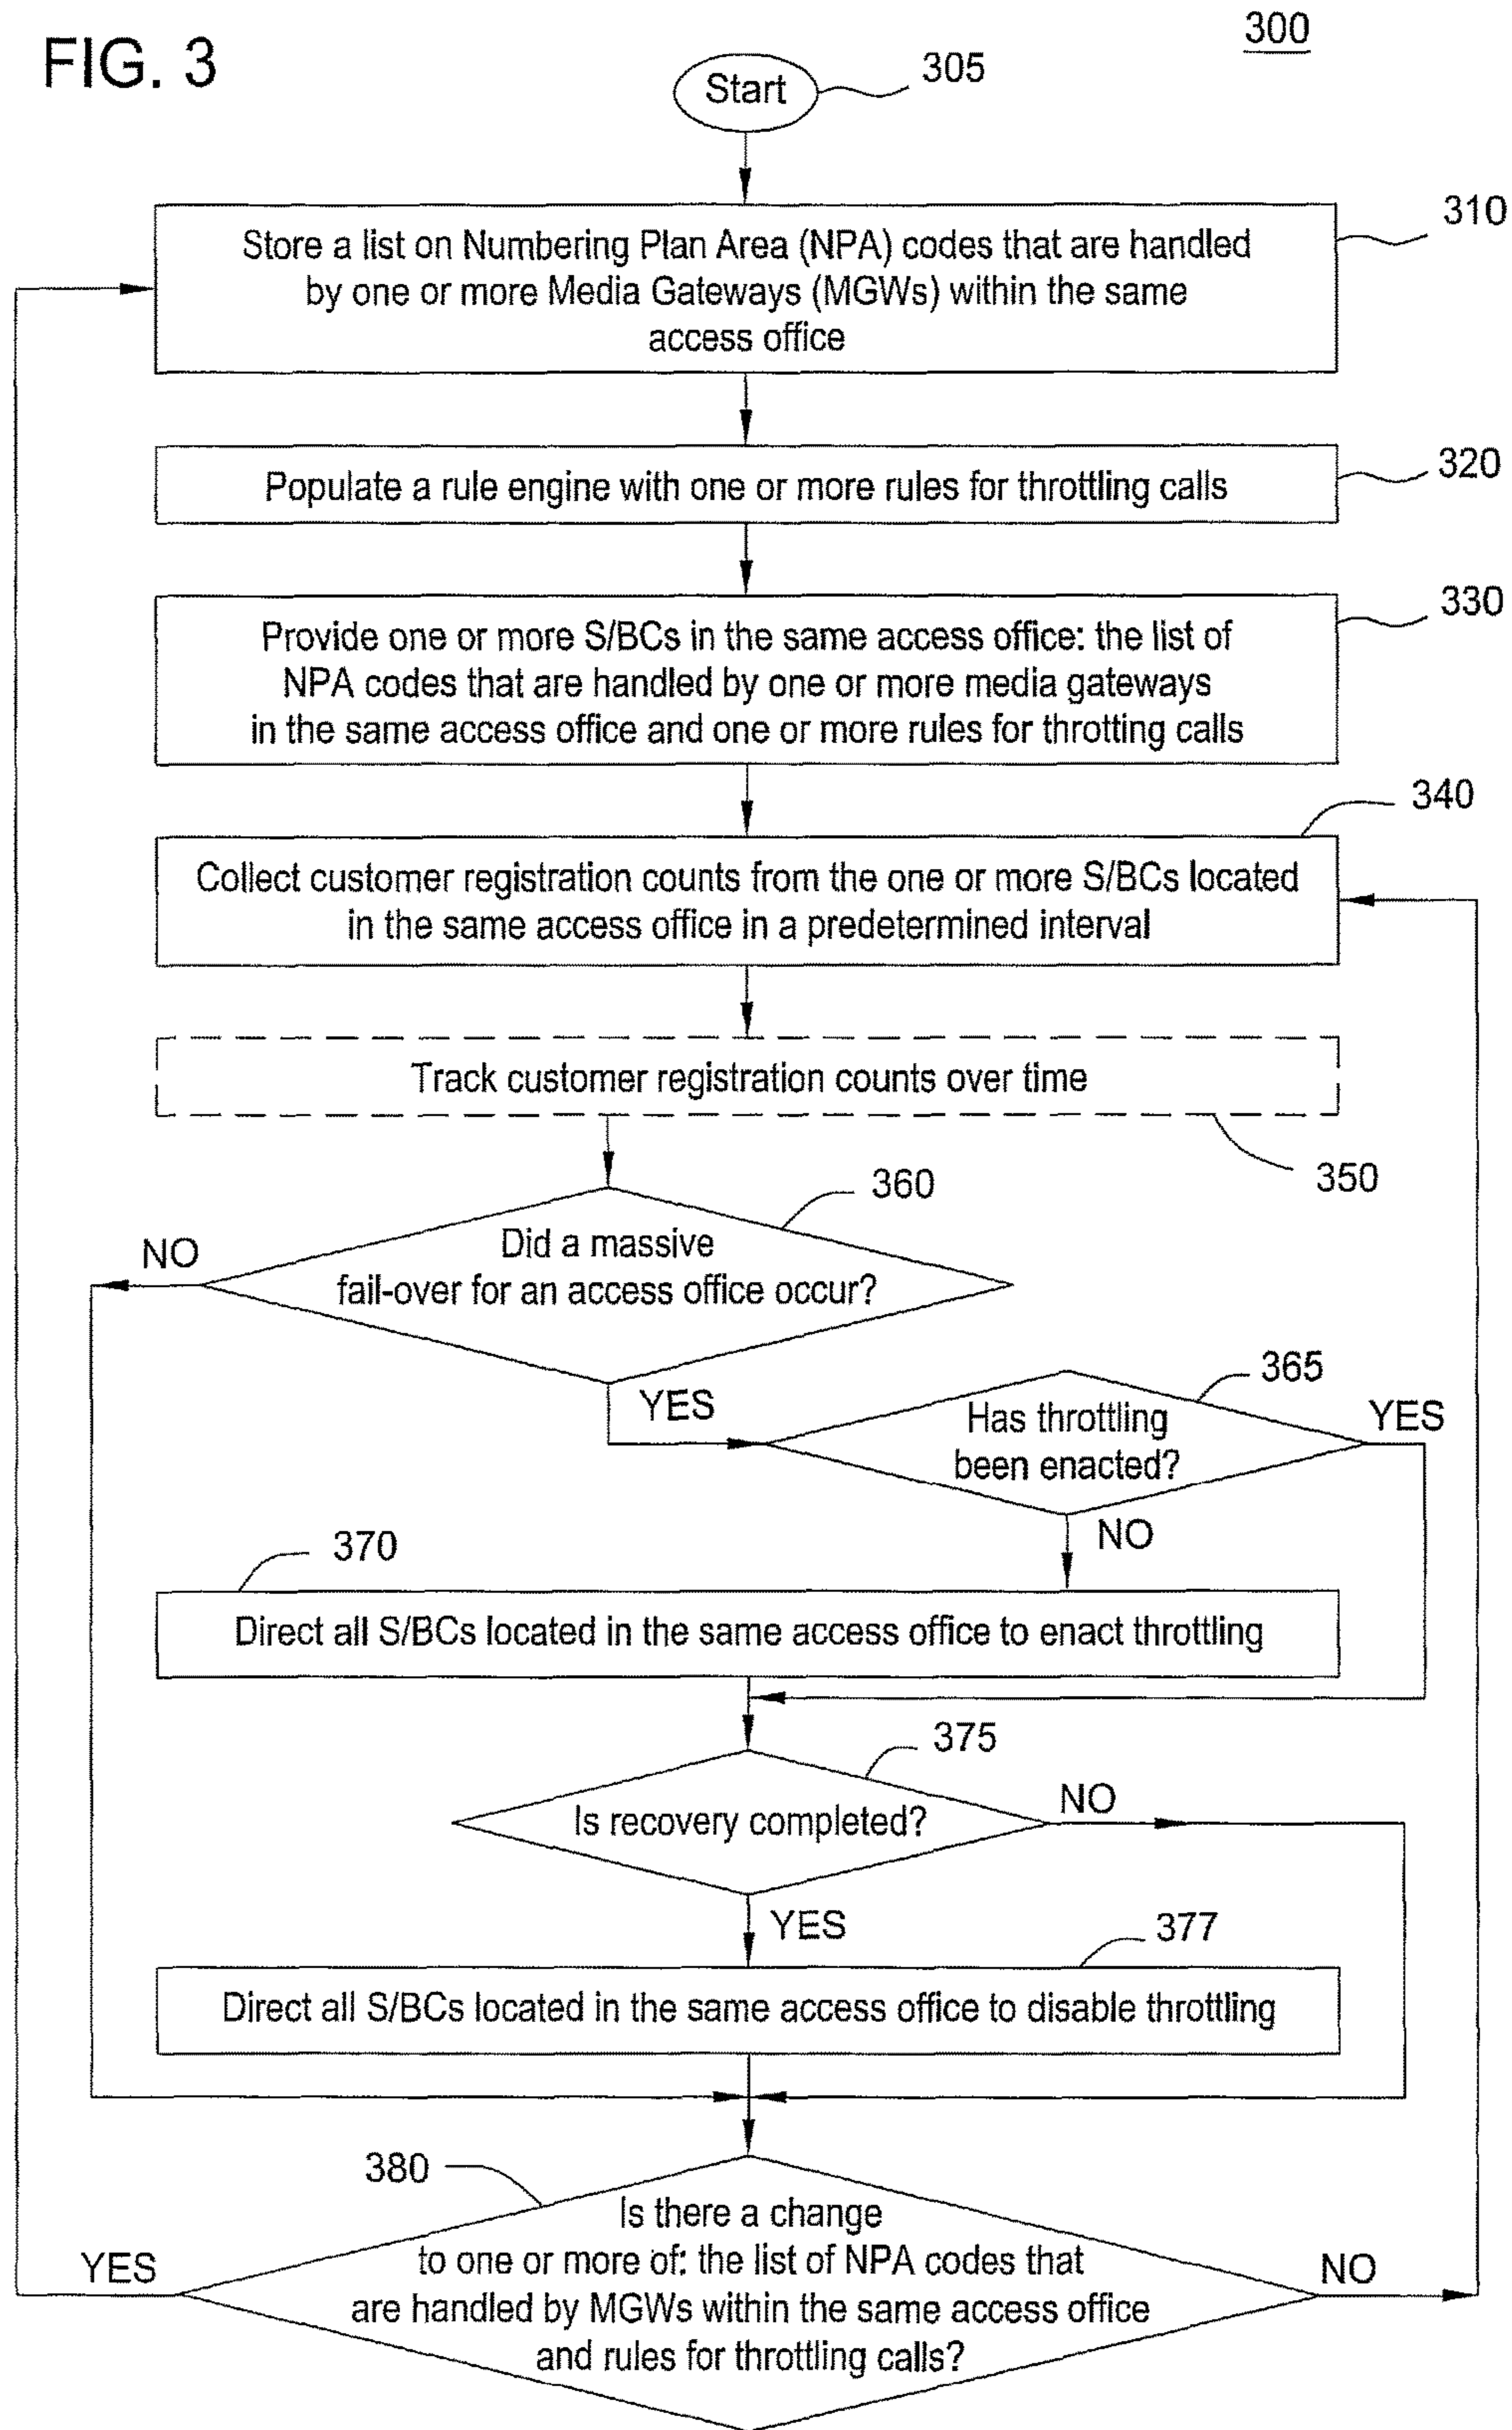 FIG. 3
300
Start
305
310
Store a list on Numbering Plan Area (NPA) codes that are handled
by one or more Media Gateways (MGWs) within the same
access office
320
Populate a rule engine with one or more rules for throttling calls
330
Provide one or more S/BCs in the same access office: the list of
NPA codes that are handled by one or more media gateways
in the same access office and one or more rules for throtting calls
340
Collect customer registration counts from the one or more S/BCs located
in the same access office in a predetermined interval
Track customer registration counts over time
350
360
NO
Did a massive
fail-over for an access office occur?
YES
365
Has throttling
been enacted?
YES
NO
370
Direct all S/BCs located in the same access office to enact throttling
375
Is recovery completed?
NO
YES
377
Direct all S/BCs located in the same access office to disable throttling
380
Is there a change
to one or more of: the list of NPA codes that
are handled by MGWs within the same access office
and rules for throttling calls?
YES
NO